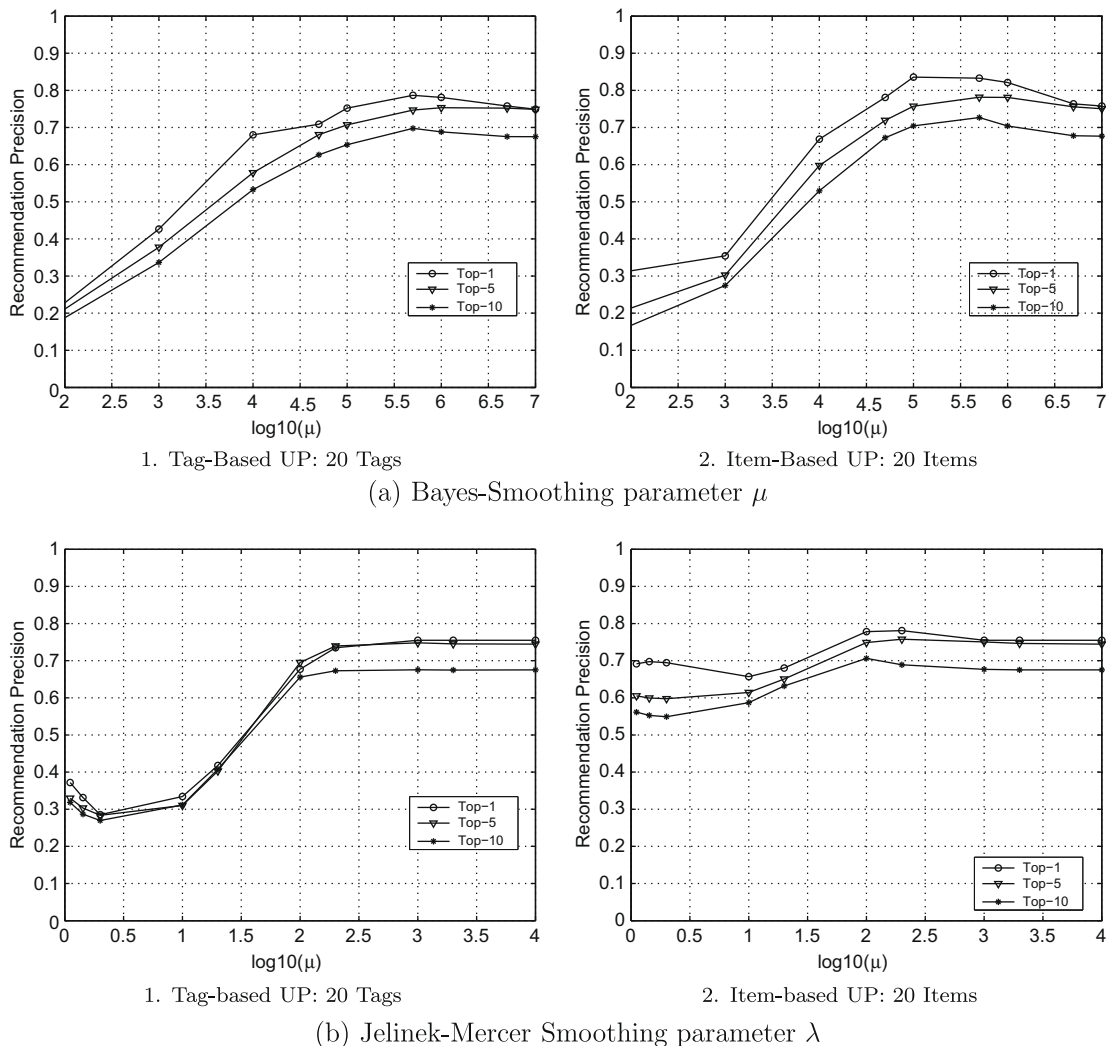 1
0.9
0.8
0.7
0.6
0.5
0.4
0.3
0.2
0.1
0
Recommendation Precision
Top−1
Top−5
Top−10
2 2.5 3 3.5 4 4.5 5 5.5 6 6.5 7
log10(μ)
1. Tag-Based UP: 20 Tags
1
0.9
0.8
0.7
0.6
0.5
0.4
0.3
0.2
0.1
0
Recommendation Precision
Top−1
Top−5
Top−10
2 2.5 3 3.5 4 4.5 5 5.5 6 6.5 7
log10(μ)
2. Item-Based UP: 20 Items
(a) Bayes-Smoothing parameter μ
1
0.9
0.8
0.7
0.6
0.5
0.4
0.3
0.2
0.1
0
Recommendation Precision
Top−1
Top−5
Top−10
0 0.5 1 1.5 2 2.5 3 3.5 4
log10(μ)
1. Tag-based UP: 20 Tags
1
0.9
0.8
0.7
0.6
0.5
0.4
0.3
0.2
0.1
0
Recommendation Precision
Top−1
Top−5
Top−10
0 0.5 1 1.5 2 2.5 3 3.5 4
log10(μ)
2. Item-based UP: 20 Items
(b) Jelinek-Mercer Smoothing parameter λ